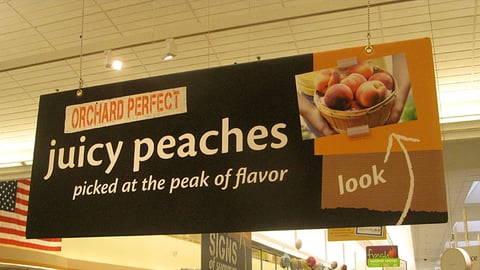 ORCHARD PERFECT
juicy peaches
picked at the peak of flavor
look
SIGNS